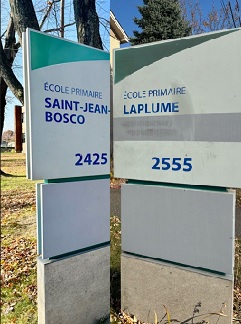 ÉCOLE PRIMAIRE
SAINT-JEAN-
BOSCO
2425
ÉCOLE PRIMAIRE
LAPLUME
2555